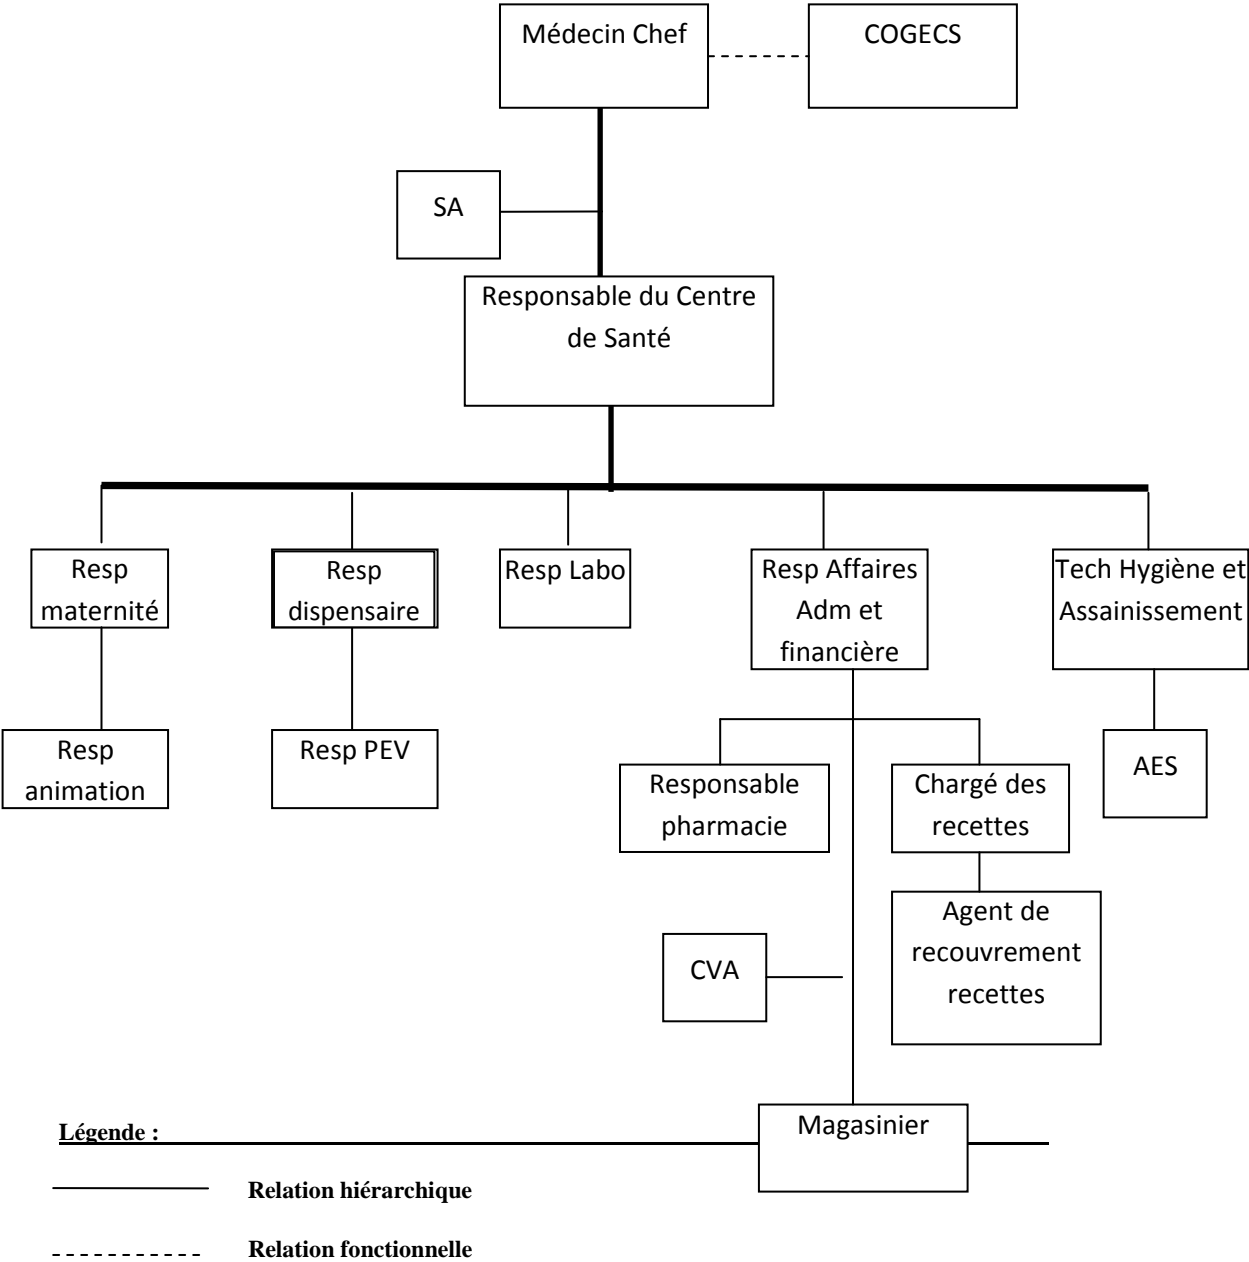 Médecin Chef
COGECS
SA
Responsable du Centre
de Santé
Resp
maternité
Resp
dispensaire
Resp Labo
Resp Affaires
Adm et
financière
Tech Hygiène et
Assainissement
Resp
animation
Resp PEV
Responsable
pharmacie
Chargé des
recettes
AES
Agent de
recouvrement
recettes
CVA
Magasinier
Légende :
Relation hiérarchique
Relation fonctionnelle